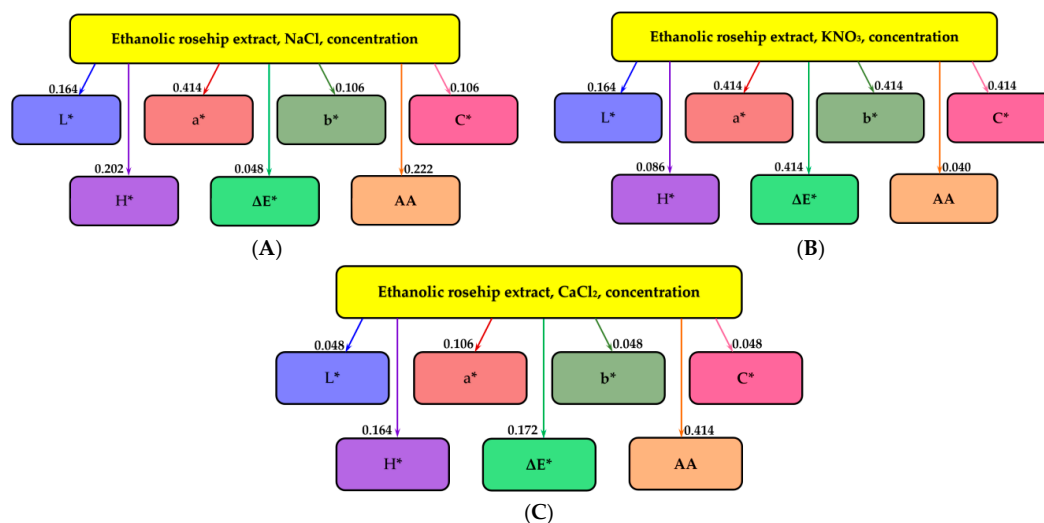 Ethanolic rosehip extract, NaCl, concentration
0.164
0.414
0.106
0.106
L*
a*
b*
C*
0.202
0.048
0.222
H*
ΔE*
AA
(A)
Ethanolic rosehip extract, KNO₃, concentration
0.164
0.414
0.414
0.414
L*
a*
b*
C*
0.086
0.414
0.040
H*
ΔE*
AA
(B)
Ethanolic rosehip extract, CaCl₂, concentration
0.048
0.106
0.048
0.048
L*
a*
b*
C*
0.164
0.172
0.414
H*
ΔE*
AA
(C)